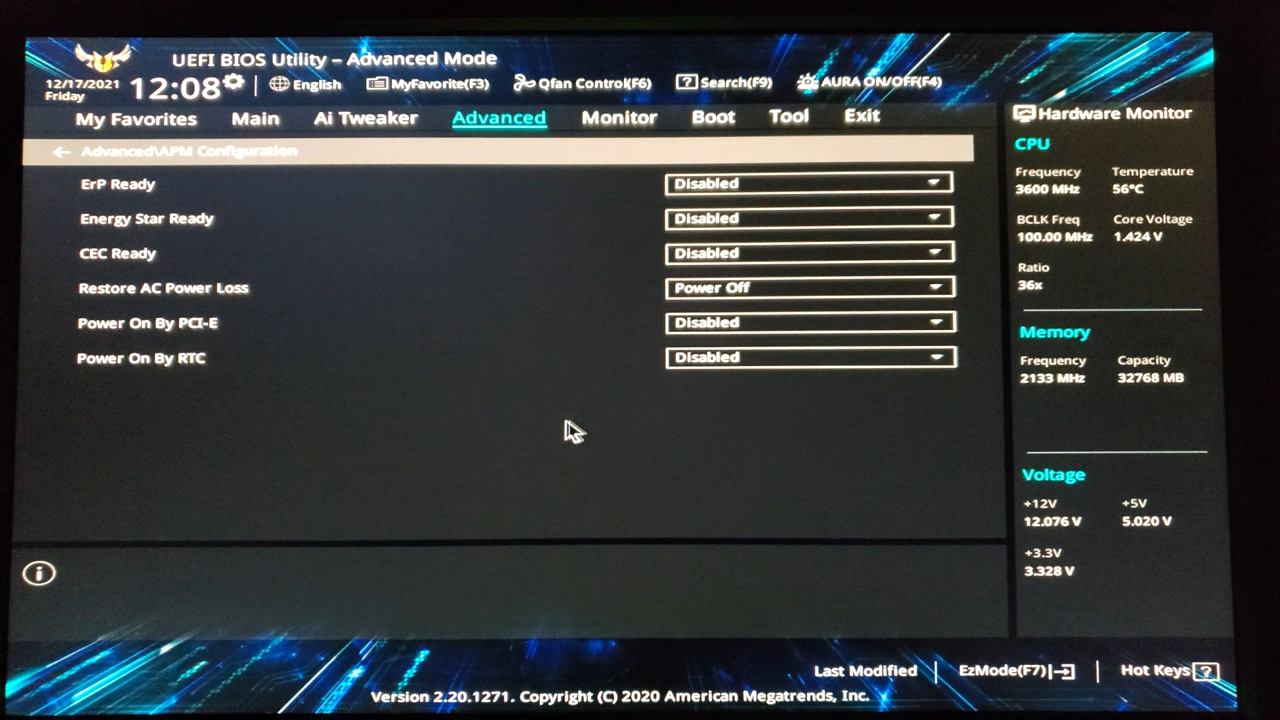 UEFI BIOS Utility – Advanced Mode
12/17/2021
Friday
12:08
English
MyFavorite(F3)
Qfan Control(F6)
? Search(F9)
AURA ON/OFF(F4)
My Favorites Main Ai Tweaker Advanced Monitor Boot Tool Exit
Advanced\APM Configuration
ErP Ready Disabled
Energy Star Ready Disabled
CEC Ready Disabled
Restore AC Power Loss Power Off
Power On By PCI-E Disabled
Power On By RTC Disabled
Hardware Monitor
CPU
Frequency Temperature
3600 MHz 56°C
BCLK Freq Core Voltage
100.00 MHz 1.424 V
Ratio
36x
Memory
Frequency Capacity
2133 MHz 32768 MB
Voltage
+12V +5V
12.076 V 5.020 V
+3.3V
3.328 V
i
Last Modified EzMode(F7) Hot Keys ?
Version 2.20.1271. Copyright (C) 2020 American Megatrends, Inc.